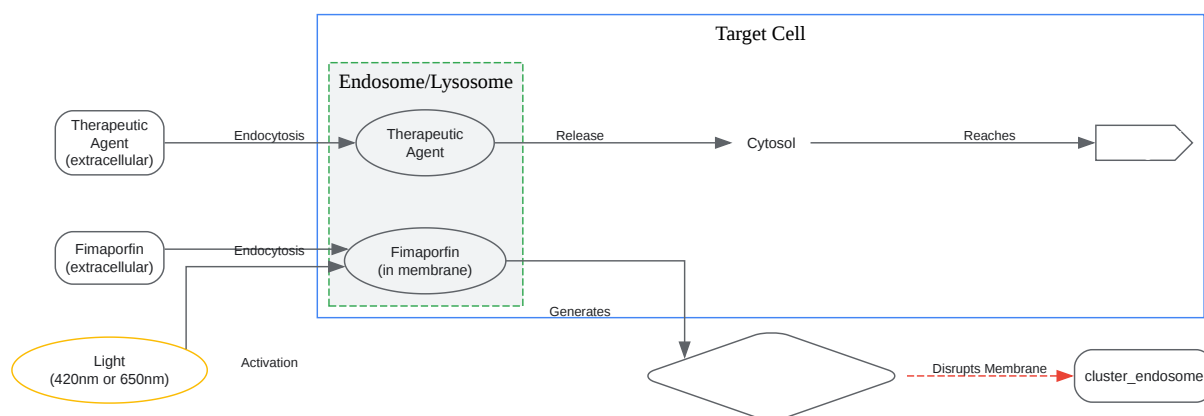 Target Cell
Endosome/Lysosome
Therapeutic
Agent
(extracellular)
Endocytosis
Therapeutic
Agent
Release
Cytosol
Reaches
Fimaporfin
(extracellular)
Endocytosis
Fimaporfin
(in membrane)
Generates
Light
(420nm or 650nm)
Activation
Disrupts Membrane
cluster_endosome